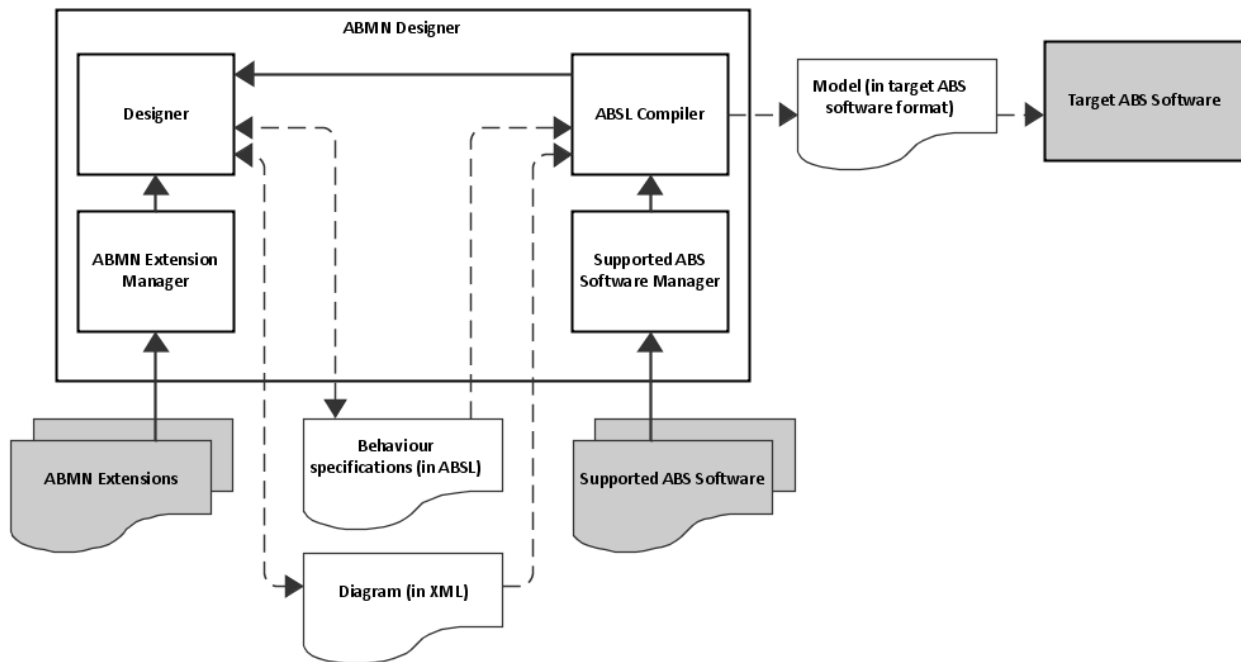 ABMN Designer
Designer
ABSL Compiler
Model (in target ABS
software format)
Target ABS Software
ABMN Extension
Manager
Supported ABS
Software Manager
ABMN Extensions
Behaviour
specifications (in ABSL)
Supported ABS Software
Diagram (in XML)